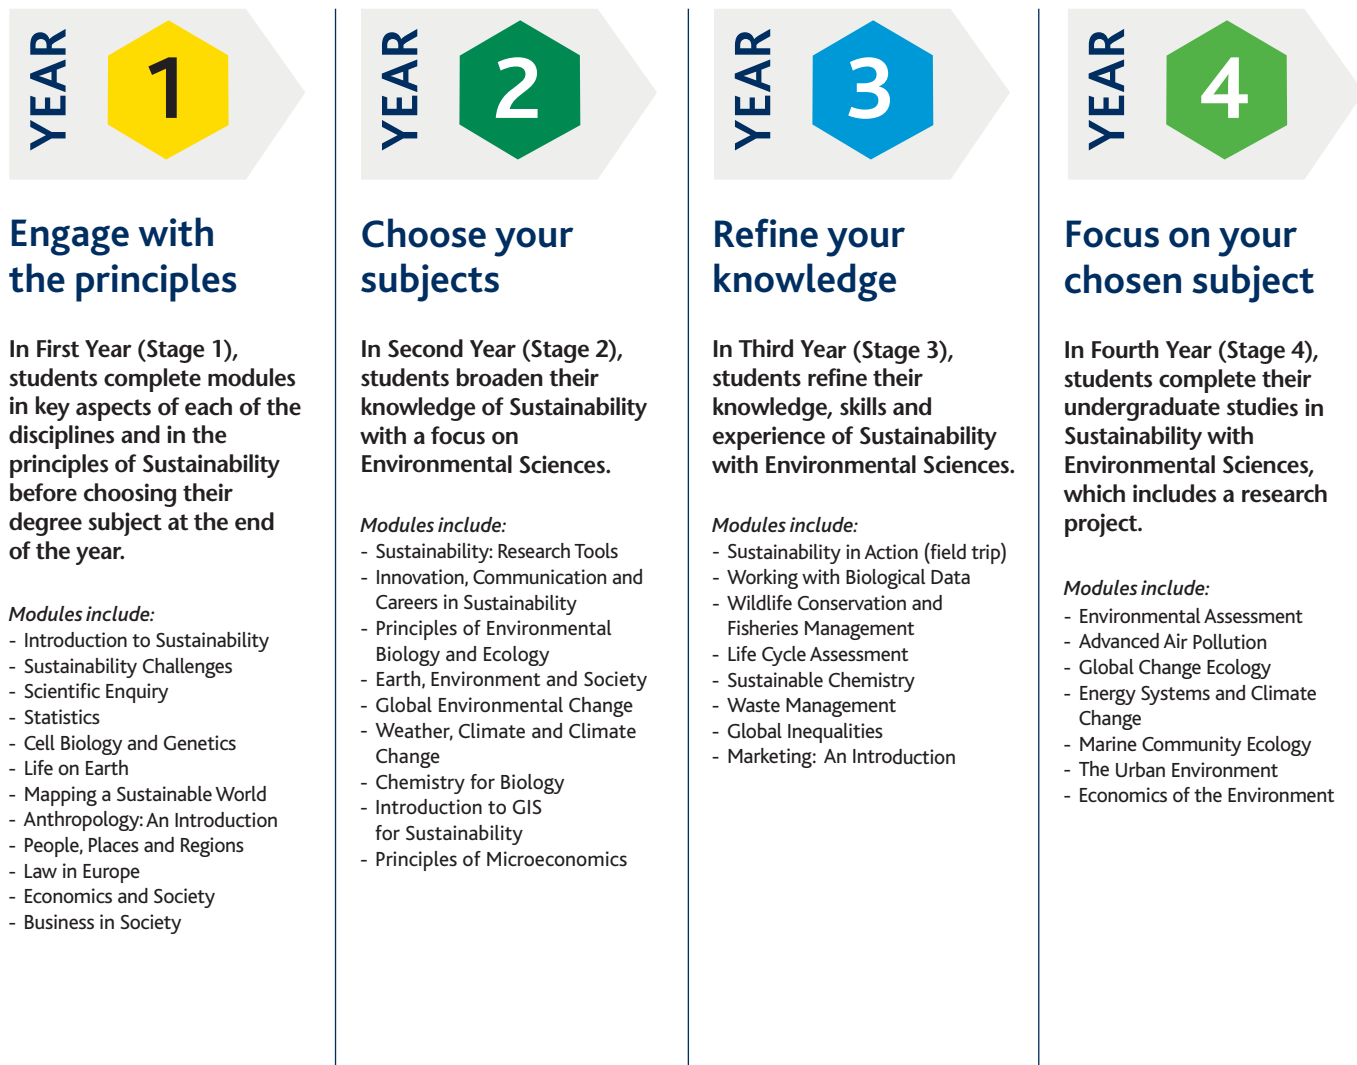 YEAR
1
Engage with
the principles
In First Year (Stage 1),
students complete modules
in key aspects of each of the
disciplines and in the
principles of Sustainability
before choosing their
degree subject at the end
of the year.
Modules include:
- Introduction to Sustainability
- Sustainability Challenges
- Scientific Enquiry
- Statistics
- Cell Biology and Genetics
- Life on Earth
- Mapping a Sustainable World
- Anthropology: An Introduction
- People, Places and Regions
- Law in Europe
- Economics and Society
- Business in Society
YEAR
2
Choose your
subjects
In Second Year (Stage 2),
students broaden their
knowledge of Sustainability
with a focus on
Environmental Sciences.
Modules include:
- Sustainability: Research Tools
- Innovation, Communication and
Careers in Sustainability
- Principles of Environmental
Biology and Ecology
- Earth, Environment and Society
- Global Environmental Change
- Weather, Climate and Climate
Change
- Chemistry for Biology
- Introduction to GIS
for Sustainability
- Principles of Microeconomics
YEAR
3
Refine your
knowledge
In Third Year (Stage 3),
students refine their
knowledge, skills and
experience of Sustainability
with Environmental Sciences.
Modules include:
- Sustainability in Action (field trip)
- Working with Biological Data
- Wildlife Conservation and
Fisheries Management
- Life Cycle Assessment
- Sustainable Chemistry
- Waste Management
- Global Inequalities
- Marketing: An Introduction
YEAR
4
Focus on your
chosen subject
In Fourth Year (Stage 4),
students complete their
undergraduate studies in
Sustainability with
Environmental Sciences,
which includes a research
project.
Modules include:
- Environmental Assessment
- Advanced Air Pollution
- Global Change Ecology
- Energy Systems and Climate
Change
- Marine Community Ecology
- The Urban Environment
- Economics of the Environment